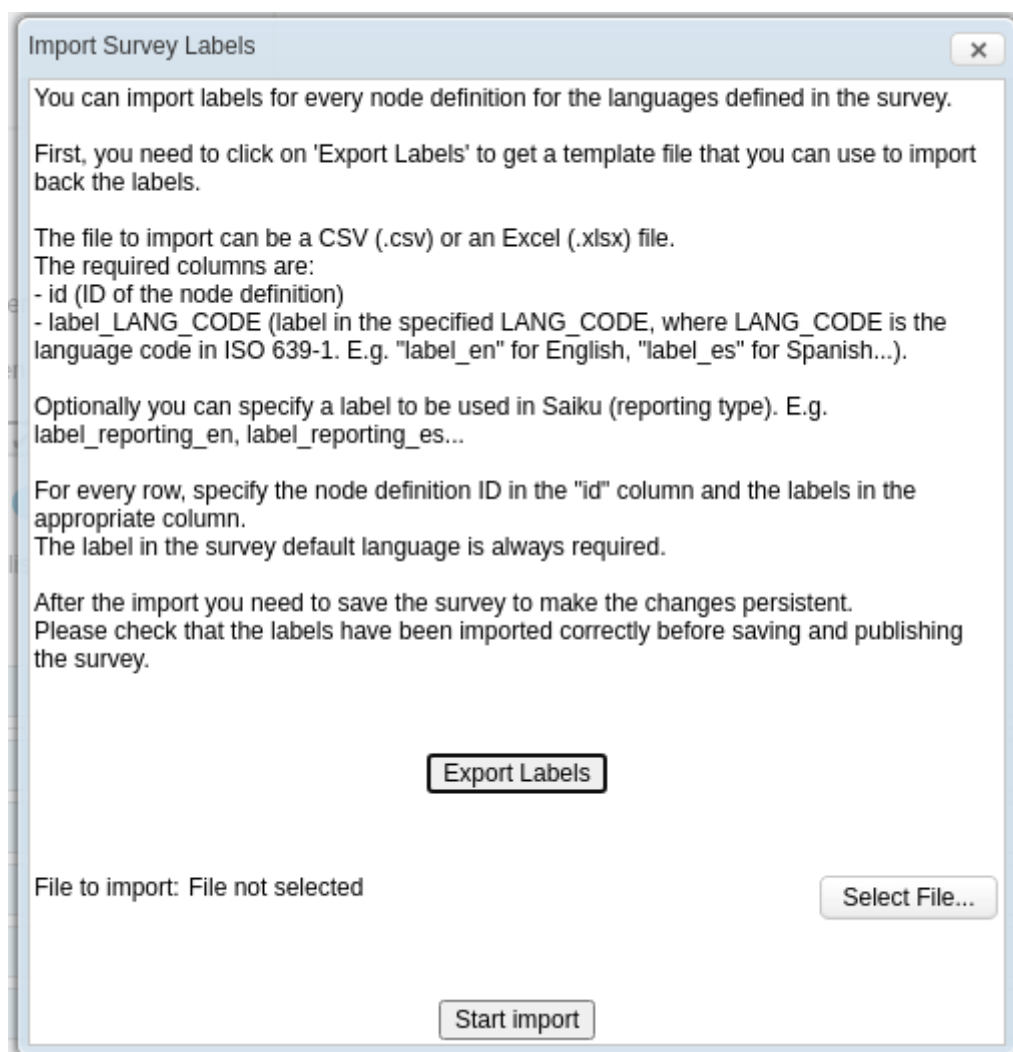 Import Survey Labels
You can import labels for every node definition for the languages defined in the survey.
First, you need to click on 'Export Labels' to get a template file that you can use to import
back the labels.
The file to import can be a CSV (.csv) or an Excel (.xlsx) file.
The required columns are:
- id (ID of the node definition)
- label_LANG_CODE (label in the specified LANG_CODE, where LANG_CODE is the
language code in ISO 639-1. E.g. "label_en" for English, "label_es" for Spanish...).
Optionally you can specify a label to be used in Saiku (reporting type). E.g.
label_reporting_en, label_reporting_es...
For every row, specify the node definition ID in the "id" column and the labels in the
appropriate column.
The label in the survey default language is always required.
After the import you need to save the survey to make the changes persistent.
Please check that the labels have been imported correctly before saving and publishing
the survey.
Export Labels
File to import: File not selected
Select File...
Start import